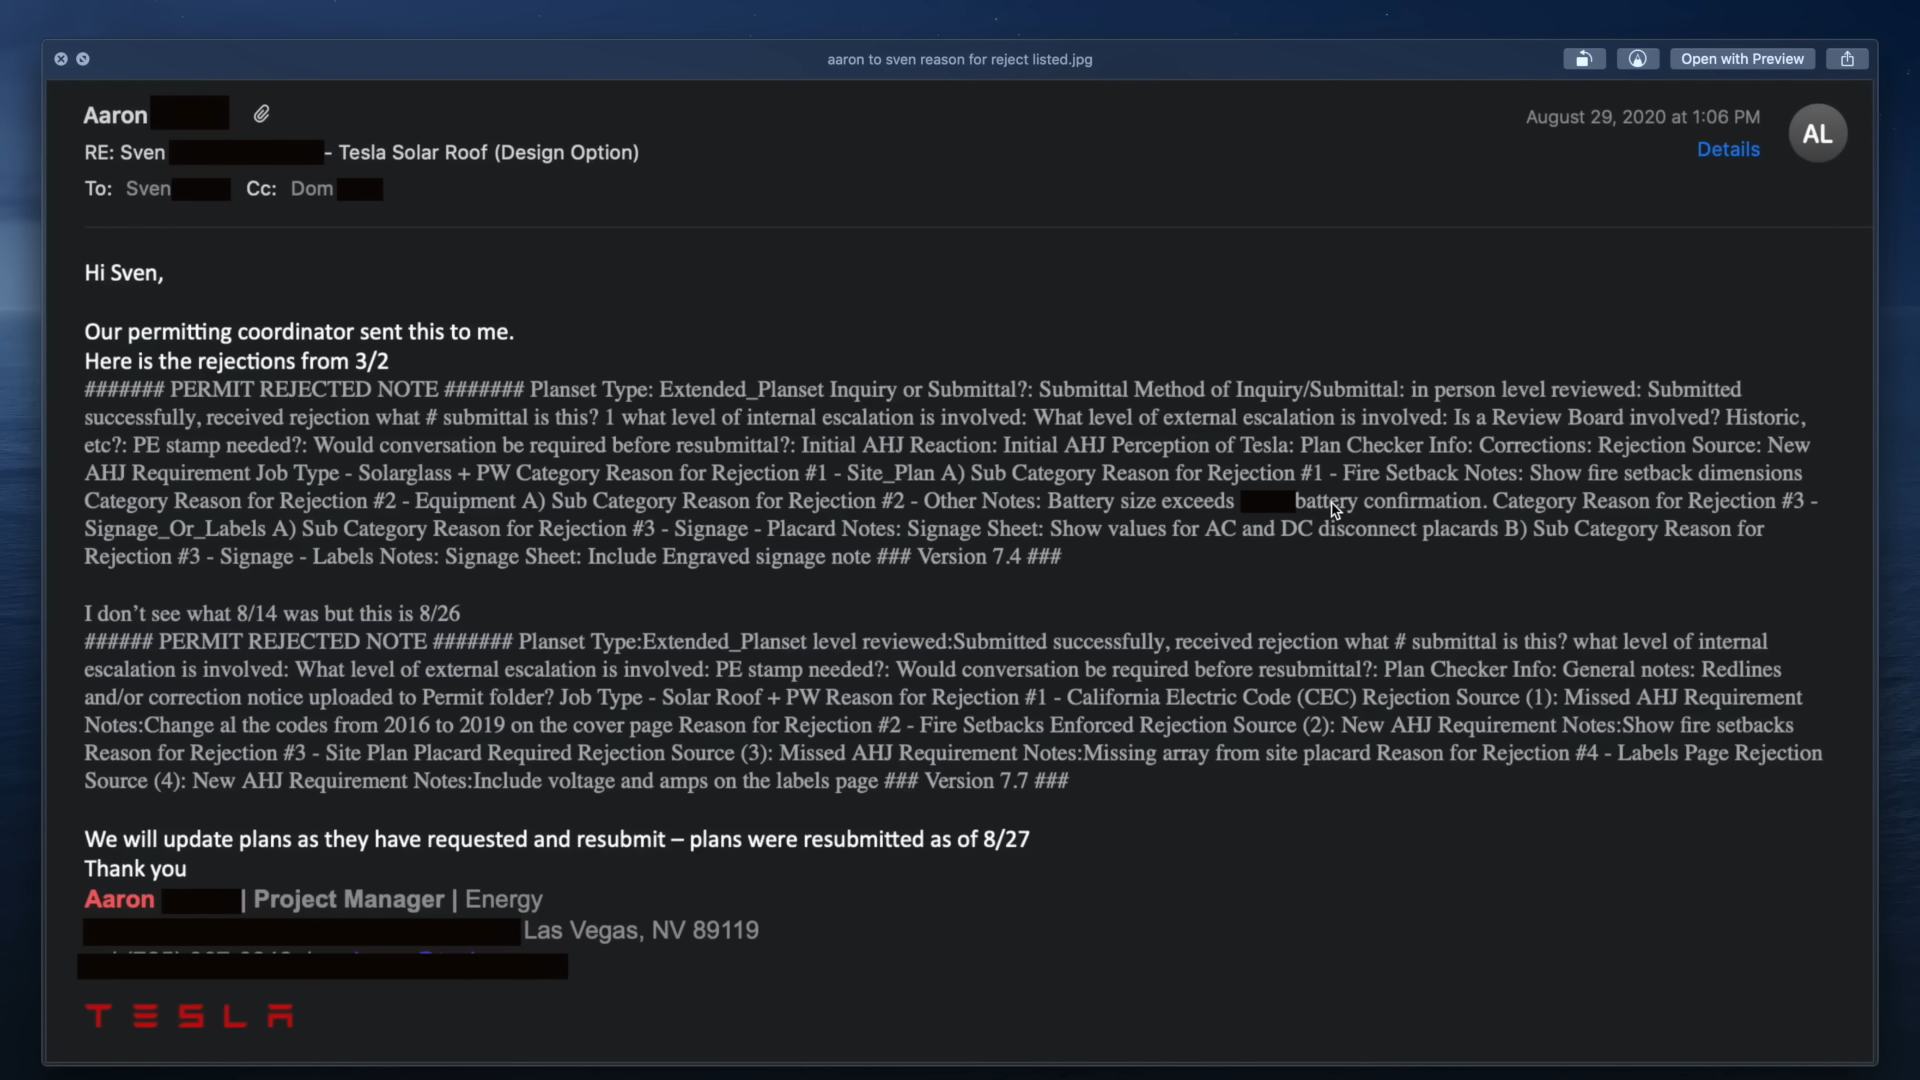 aaron to sven reason for reject listed.jpg
Open with Preview
Aaron
August 29, 2020 at 1:06 PM
AL
RE: Sven - Tesla Solar Roof (Design Option)
Details
To: Sven Cc: Dom
Hi Sven,
Our permitting coordinator sent this to me.
Here is the rejections from 3/2
####### PERMIT REJECTED NOTE ####### Planset Type: Extended_Planset Inquiry or Submittal?: Submittal Method of Inquiry/Submittal: in person level reviewed: Submitted
successfully, received rejection what # submittal is this? 1 what level of internal escalation is involved: What level of external escalation is involved: Is a Review Board involved? Historic,
etc?: PE stamp needed?: Would conversation be required before resubmittal?: Initial AHJ Reaction: Initial AHJ Perception of Tesla: Plan Checker Info: Corrections: Rejection Source: New
AHJ Requirement Job Type - Solarglass + PW Category Reason for Rejection #1 - Site_Plan A) Sub Category Reason for Rejection #1 - Fire Setback Notes: Show fire setback dimensions
Category Reason for Rejection #2 - Equipment A) Sub Category Reason for Rejection #2 - Other Notes: Battery size exceeds battery confirmation. Category Reason for Rejection #3 -
Signage_Or_Labels A) Sub Category Reason for Rejection #3 - Signage - Placard Notes: Signage Sheet: Show values for AC and DC disconnect placards B) Sub Category Reason for
Rejection #3 - Signage - Labels Notes: Signage Sheet: Include Engraved signage note ### Version 7.4 ###
I don't see what 8/14 was but this is 8/26
###### PERMIT REJECTED NOTE ####### Planset Type:Extended_Planset level reviewed:Submitted successfully, received rejection what # submittal is this? what level of internal
escalation is involved: What level of external escalation is involved: PE stamp needed?: Would conversation be required before resubmittal?: Plan Checker Info: General notes: Redlines
and/or correction notice uploaded to Permit folder? Job Type - Solar Roof + PW Reason for Rejection #1 - California Electric Code (CEC) Rejection Source (1): Missed AHJ Requirement
Notes:Change al the codes from 2016 to 2019 on the cover page Reason for Rejection #2 - Fire Setbacks Enforced Rejection Source (2): New AHJ Requirement Notes:Show fire setbacks
Reason for Rejection #3 - Site Plan Placard Required Rejection Source (3): Missed AHJ Requirement Notes:Missing array from site placard Reason for Rejection #4 - Labels Page Rejection
Source (4): New AHJ Requirement Notes:Include voltage and amps on the labels page ### Version 7.7 ###
We will update plans as they have requested and resubmit – plans were resubmitted as of 8/27
Thank you
Aaron | Project Manager | Energy
Las Vegas, NV 89119
TESLA